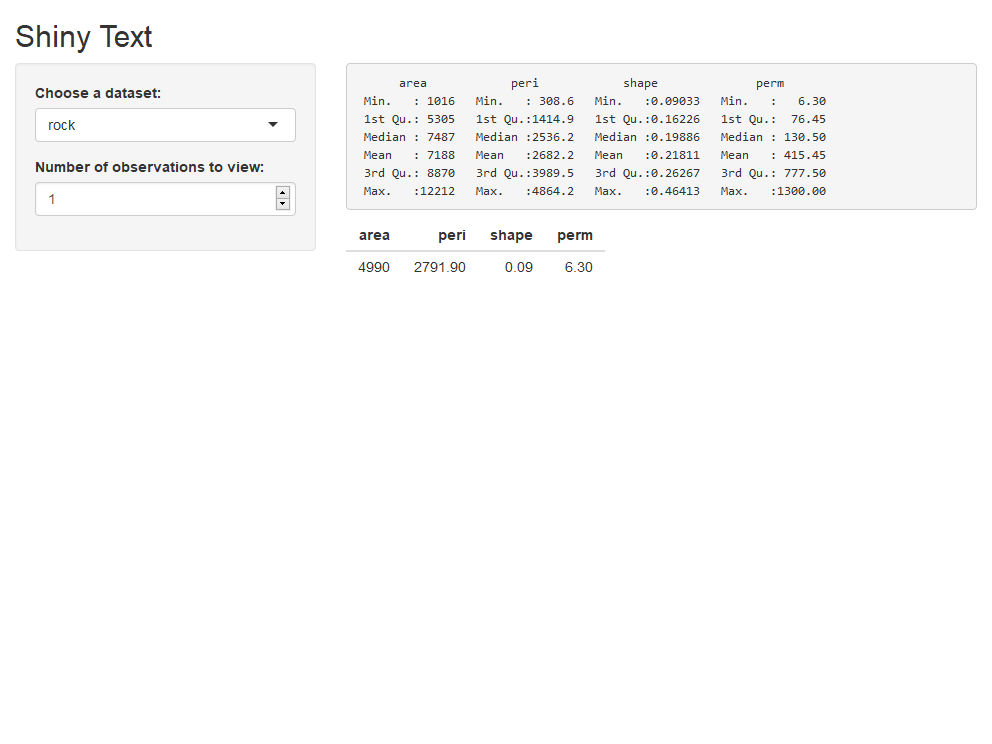 Shiny Text
Choose a dataset:
rock
Number of observations to view:
1
     area            peri            shape              perm
Min.   : 1016   Min.   : 308.6   Min.   :0.09033   Min.   :   6.30
1st Qu.: 5305   1st Qu.:1414.9   1st Qu.:0.16226   1st Qu.:  76.45
Median : 7487   Median :2536.2   Median :0.19886   Median : 130.50
Mean   : 7188   Mean   :2682.2   Mean   :0.21811   Mean   : 415.45
3rd Qu.: 8870   3rd Qu.:3989.5   3rd Qu.:0.26267   3rd Qu.: 777.50
Max.   :12212   Max.   :4864.2   Max.   :0.46413   Max.   :1300.00
area peri shape perm
4990 2791.90 0.09 6.30